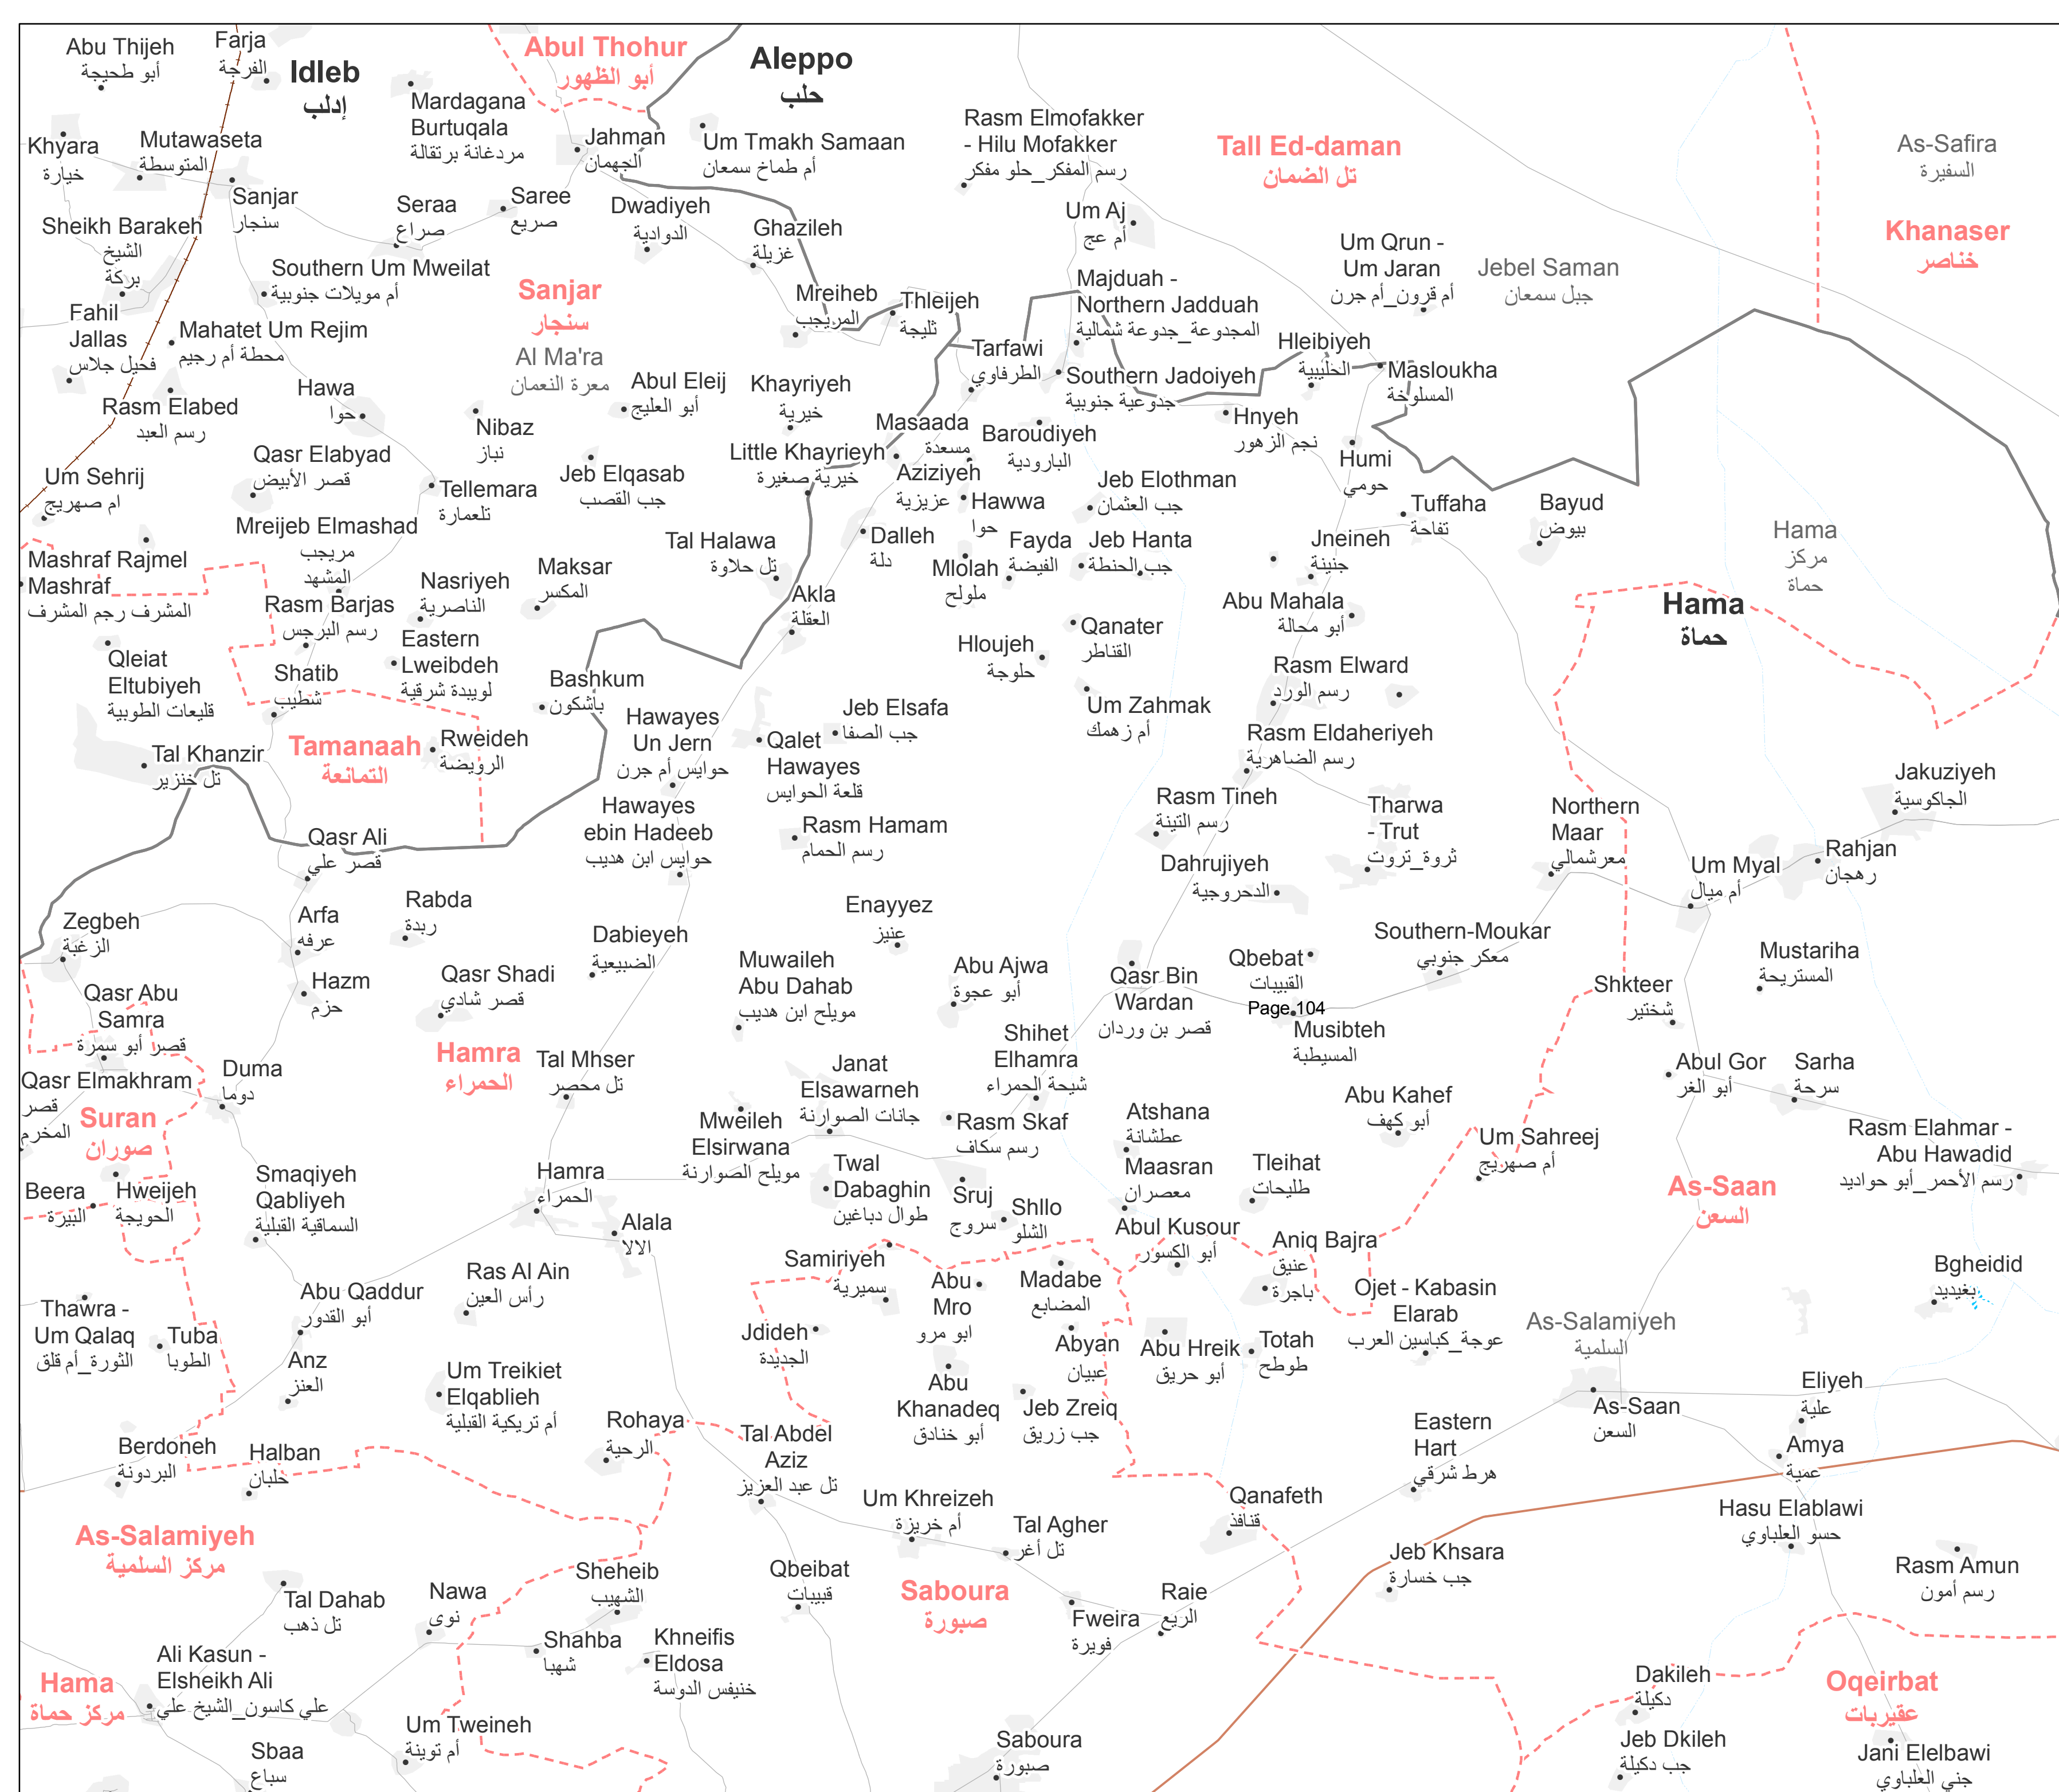 Abu Thijeh
أبو طحيجة
Farja
الفرجة
Idleb
إدلب
Abul Thohur
أبو الظهور
Aleppo
حلب
Mardagana
Burtuqala
مردغانة برتقالة
Jahman
الجهمان
Um Tmakh Samaan
أم طماخ سمعان
Rasm Elmofakker
- Hilu Mofakker
رسم المفكر_حلو مفكر
Tall Ed-daman
تل الضمان
As-Safira
السفيرة
Khanaser
خناصر
Khyara
خيارة
Mutawaseta
المتوسطة
Sanjar
سنجار
Seraa
صراع
Saree
صريع
Dwadiyeh
الدوادية
Ghazileh
غزيلة
Um Aj
أم عج
Um Qrun -
Um Jaran
أم قرون_أم جرن
Jebel Saman
جبل سمعان
Sheikh Barakeh
الشيخ
بركة
Southern Um Mweilat
أم مويلات جنوبية
Sanjar
سنجار
Al Ma'ra
معرة النعمان
Mreiheb
المريجب
Thleijeh
ثليجة
Majduah -
Northern Jadduah
المجدوعة_جدوعة شمالية
Fahil
Jallas
فحيل جلاس
Mahatet Um Rejim
محطة أم رجيم
Tarfawi
الطرفاوي
Hleibiyeh
الحليبية
Masloukha
المسلوخة
Southern Jadoiyeh
جدوعية جنوبية
Rasm Elabed
رسم العبد
Hawa
حوا
Nibaz
نباز
Abul Eleij
أبو العليج
Khayriyeh
خيرية
Masaada
مسعدة
Baroudiyeh
البارودية
Hnyeh
نجم الزهور
Humi
حومي
Um Sehrij
ام صهريج
Qasr Elabyad
قصر الأبيض
Tellemara
تلعمارة
Jeb Elqasab
جب القصب
Little Khayrieyh
خيرية صغيرة
Aziziyeh
عزيزية
Hawwa
حوا
Jeb Elothman
جب العثمان
Tuffaha
تفاحة
Bayud
بيوض
Hama
مركز
حماة
Mreijeb Elmashad
مريجب
المشهد
Mashraf Rajmel
Mashraf
المشرف رجم المشرف
Nasriyeh
الناصرية
Maksar
المكسر
Tal Halawa
تل حلاوة
Dalleh
دلة
Mlolah
ملولح
Fayda
الفيضة
Jeb Hanta
جب الحنطة
Jneineh
جنينة
Rasm Barjas
رسم البرجس
Akla
العقلة
Abu Mahala
أبو محالة
Hama
حماة
Qleiat
Eltubiyeh
قليعات الطوبية
Shatib
شطيب
Eastern
Lweibdeh
لويبدة شرقية
Bashkum
باشكون
Hloujeh
حلوجة
Qanater
القناطر
Rasm Elward
رسم الورد
Tal Khanzir
تل خنزير
Tamanaah
التمانعة
Rweideh
الرويضة
Hawayes
Un Jern
حوايس أم جرن
Jeb Elsafa
جب الصفا
Qalet
Hawayes
قلعة الحوايس
Um Zahmak
أم زهمك
Rasm Eldaheriyeh
رسم الضاهرية
Jakuziyeh
الجاكوسية
Qasr Ali
قصر علي
Hawayes
ebin Hadeeb
حوايس ابن هديب
Rasm Hamam
رسم الحمام
Rasm Tineh
رسم التينة
Tharwa
- Trut
ثروة_تروت
Northern
Maar
معرشمالي
Um Myal
أم ميال
Rahjan
رهجان
Dahrujiyeh
الدحروجية
Zegbeh
الزغبة
Arfa
عرفه
Rabda
ربدة
Enayyez
عنيز
Southern-Moukar
معكر جنوبي
Mustariha
المستريحة
Hazm
حزم
Qasr Shadi
قصر شادي
Dabieyeh
الضبيعية
Muwaileh
Abu Dahab
مويلح ابن هديب
Abu Ajwa
أبو عجوة
Qasr Bin
Wardan
قصر بن وردان
Qbebat
القبيبات
Page 104
Musibteh
المسيطبة
Shkteer
شختير
Qasr Abu
Samra
قصر أبو سمرة
Hamra
الحمراء
Tal Mhser
تل محصر
Shihet
Elhamra
شيحة الحمراء
Janat
Elsawarneh
جانات الصوارنة
Abul Gor
أبو الغر
Sarha
سرحة
Qasr Elmakhram
قصر
المخرم
Duma
دوما
Suran
صوران
Mweileh
Elsirwana
مويلح الصوارنة
Rasm Skaf
رسم سكاف
Atshana
عطشانة
Abu Kahef
أبو كهف
Um Sahreej
أم صهريج
Rasm Elahmar -
Abu Hawadid
رسم الأحمر_أبو حواديد
Beera
البيرة
Hweijeh
الحويجة
Smaqiyeh
Qabliyeh
السماقية القبلية
Hamra
الحمراء
Alala
الالا
Twal
Dabaghin
طوال دباغين
Sruj
سروج
Shllo
الشلو
Maasran
معصران
Tleihat
طليحات
As-Saan
السعن
Abul Kusour
أبو الكسور
Aniq Bajra
عنيق
باجرة
Samiriyeh
سميرية
Abu
Mro
ابو مرو
Madabe
المضابع
Ojet - Kabasin
Elarab
عوجة_كباسين العرب
Bgheidid
بغيديد
Thawra -
Um Qalaq
الثورة_أم قلق
Tuba
الطوبا
Abu Qaddur
أبو القدور
Ras Al Ain
رأس العين
Jdideh
الجديدة
Abyan
عبيان
Abu Hreik
أبو حريق
Totah
طوطح
As-Salamiyeh
السلمية
Anz
العنز
Um Treikiet
Elqablieh
أم تريكية القبلية
Abu
Khanadeq
أبو خنادق
Jeb Zreiq
جب زريق
As-Saan
السعن
Eliyeh
علية
Berdoneh
البردونة
Halban
حلبان
Rohaya
الرحية
Tal Abdel
Aziz
تل عبد العزيز
Eastern
Hart
هرط شرقي
Amya
عمية
Um Khreizeh
أم خريزة
Tal Agher
تل أغر
Qanafeth
قنافذ
Hasu Elablawi
حسو العلباوي
As-Salamiyeh
مركز السلمية
Jeb Khsara
جب خسارة
Rasm Amun
رسم أمون
Tal Dahab
تل ذهب
Nawa
نوى
Sheheib
الشهيب
Qbeibat
قبيبات
Saboura
صبورة
Fweira
فويرة
Raie
الريع
Ali Kasun -
Elsheikh Ali
علي كاسون_الشيخ علي
Shahba
شهبا
Khneifis
Eldosa
خنيفس الدوسة
Hama
مركز حماة
Dakileh
دكيلة
Oqeirbat
عقيربات
Um Tweineh
أم توينة
Sbaa
سباع
Saboura
صبورة
Jeb Dkileh
جب دكيلة
Jani Elelbawi
جني العلباوي